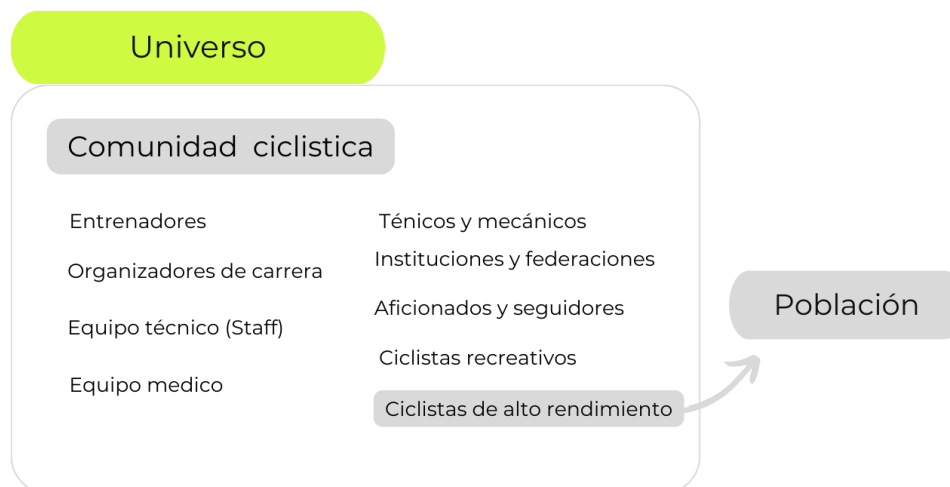 Universo
Comunidad ciclistica
Entrenadores
Organizadores de carrera
Equipo técnico (Staff)
Equipo medico
Ténicos y mecánicos
Instituciones y federaciones
Aficionados y seguidores
Ciclistas recreativos
Ciclistas de alto rendimiento
Población